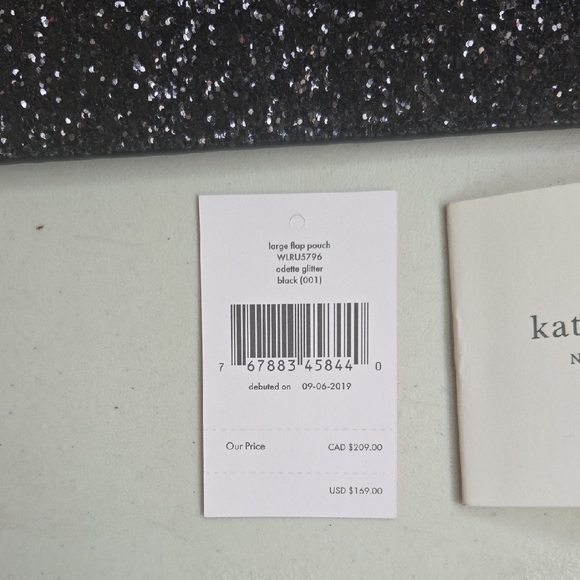 large flap pouch
WLRU5796
odette glitter
black (001)
7 67883 45844 0
debuted on 09-06-2019
Our Price CAD $209.00
USD $169.00
kat
N